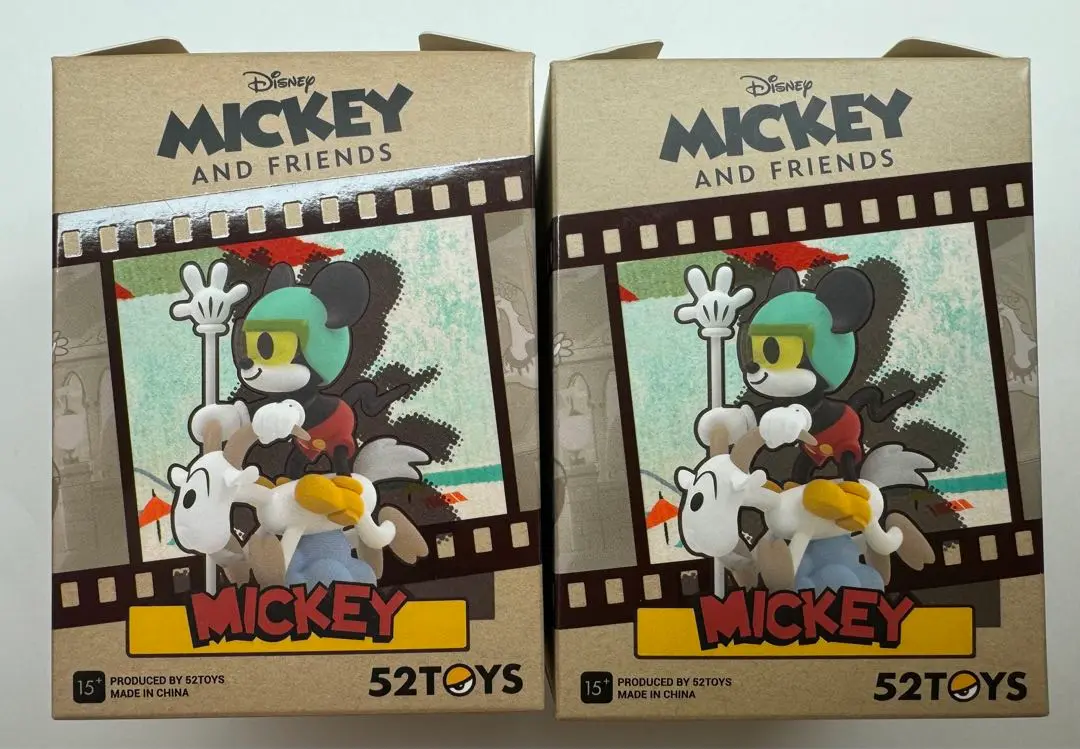 Disney
MICKEY
AND FRIENDS
MICKEY
15+
PRODUCED BY 52TOYS
MADE IN CHINA
52TOYS
Disney
MICKEY
AND FRIENDS
MICKEY
15+
PRODUCED BY 52TOYS
MADE IN CHINA
52TOYS